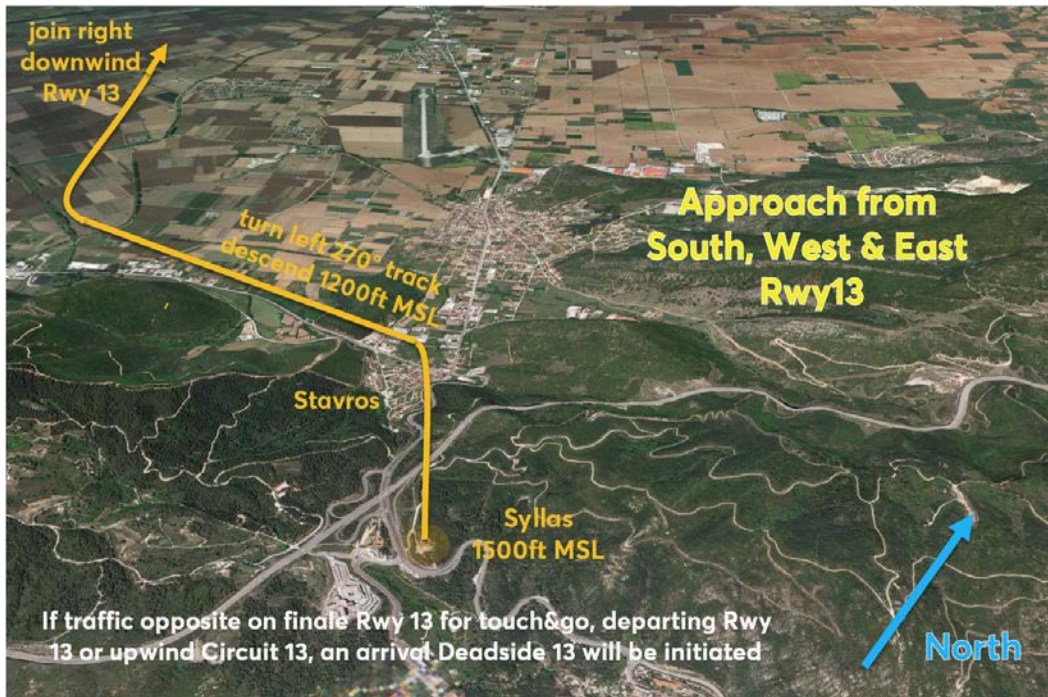 join right
downwind
Rwy 13
turn left 270° track
descend 1200ft MSL
Approach from
South, West & East
Rwy13
Stavros
Syllas
1500ft MSL
If traffic opposite on finale Rwy 13 for touch&go, departing Rwy
13 or upwind Circuit 13, an arrival Deadside 13 will be initiated
North